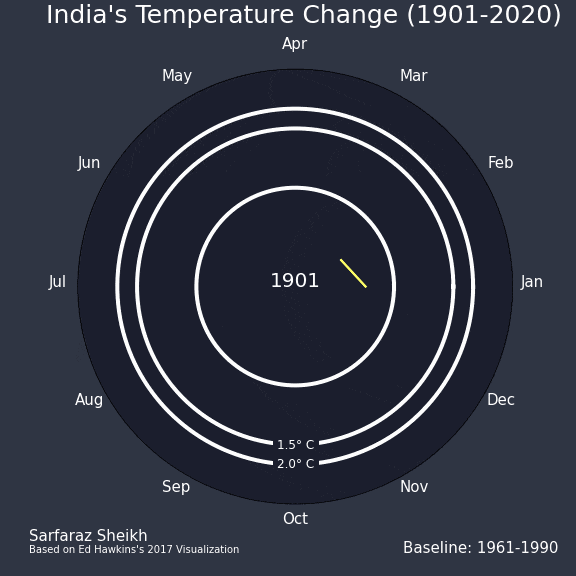 India's Temperature Change (1901-2020)
Apr
May
Mar
Jun
Feb
Jul
1901
Jan
Aug
Dec
1.5° C
2.0° C
Sep
Nov
Oct
Sarfaraz Sheikh
Based on Ed Hawkins's 2017 Visualization
Baseline: 1961-1990